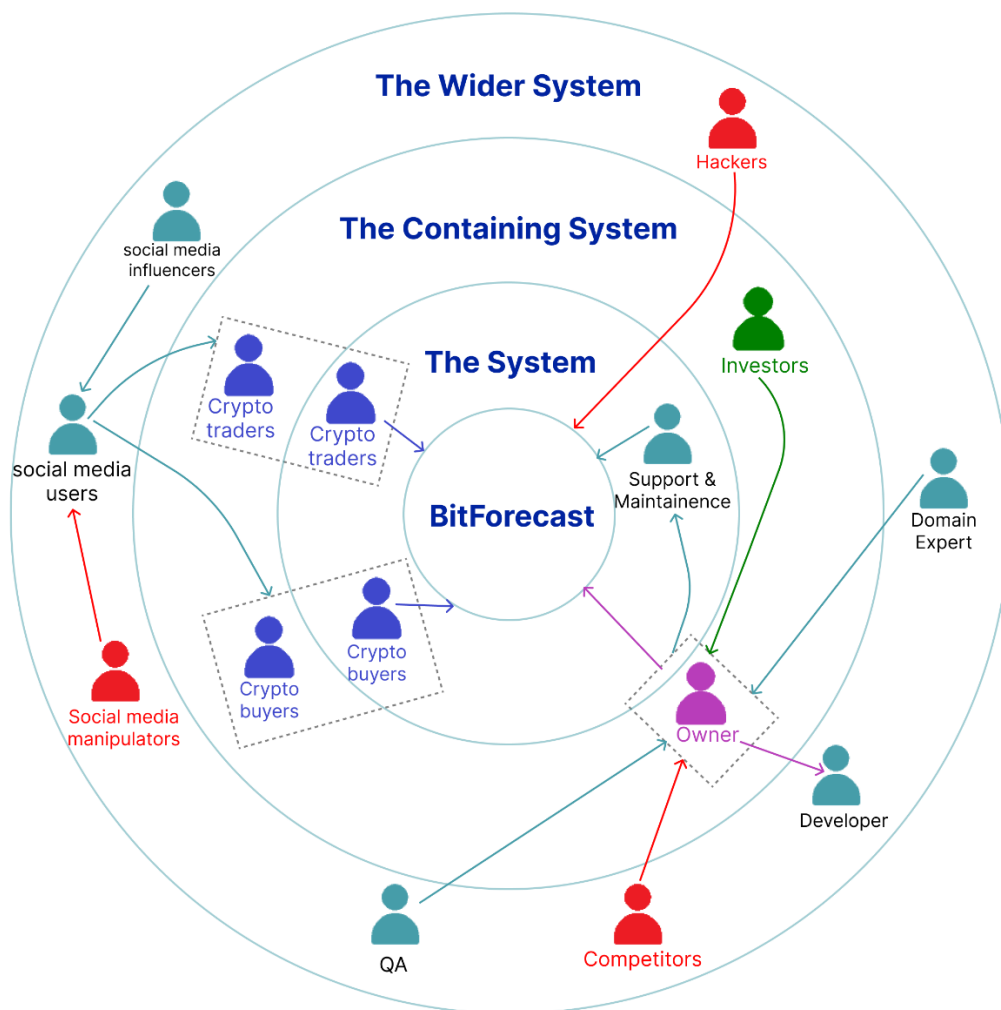 The Wider System
Hackers
The Containing System
social media
influencers
The System
Investors
Crypto
traders
Crypto
traders
social media
users
Support &
Maintainence
BitForecast
Domain
Expert
Crypto
buyers
Crypto
buyers
Social media
manipulators
Owner
Developer
QA
Competitors